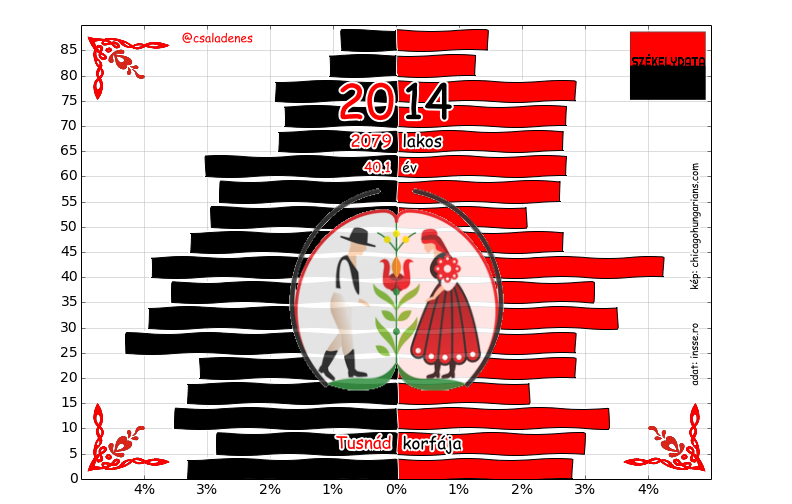 @csaladenes
SZÉKELYDATA
2014
2079 lakos
40.1 év
kép: chicagohungarians.com
adat: insse.ro
Tusnád korfája
85
80
75
70
65
60
55
50
45
40
35
30
25
20
15
10
5
0
4% 3% 2% 1% 0% 1% 2% 3% 4%